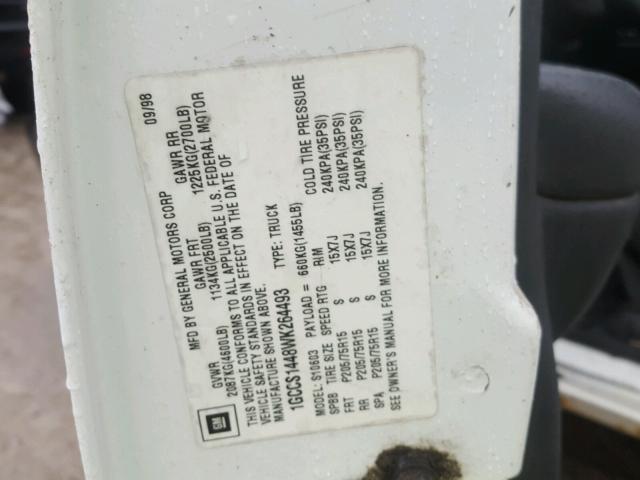 GM
MFD BY GENERAL MOTORS CORP 09/98
GVWR GAWR FRT GAWR RR
2087KG(4600LB) 1134KG(2500LB) 1225KG(2700LB)
THIS VEHICLE CONFORMS TO ALL APPLICABLE U.S. FEDERAL MOTOR
VEHICLE SAFETY STANDARDS IN EFFECT ON THE DATE OF
MANUFACTURE SHOWN ABOVE.
1GCCS1448WK264493 TYPE: TRUCK
MODEL: S10603 PAYLOAD = 660KG(1455LB)
SPBB TIRE SIZE SPEED RTG RIM COLD TIRE PRESSURE
FRT P205/75R15 S 15X7J 240KPA(35PSI)
RR P205/75R15 S 15X7J 240KPA(35PSI)
SPA P205/75R15 S 15X7J 240KPA(35PSI)
SEE OWNER'S MANUAL FOR MORE INFORMATION.